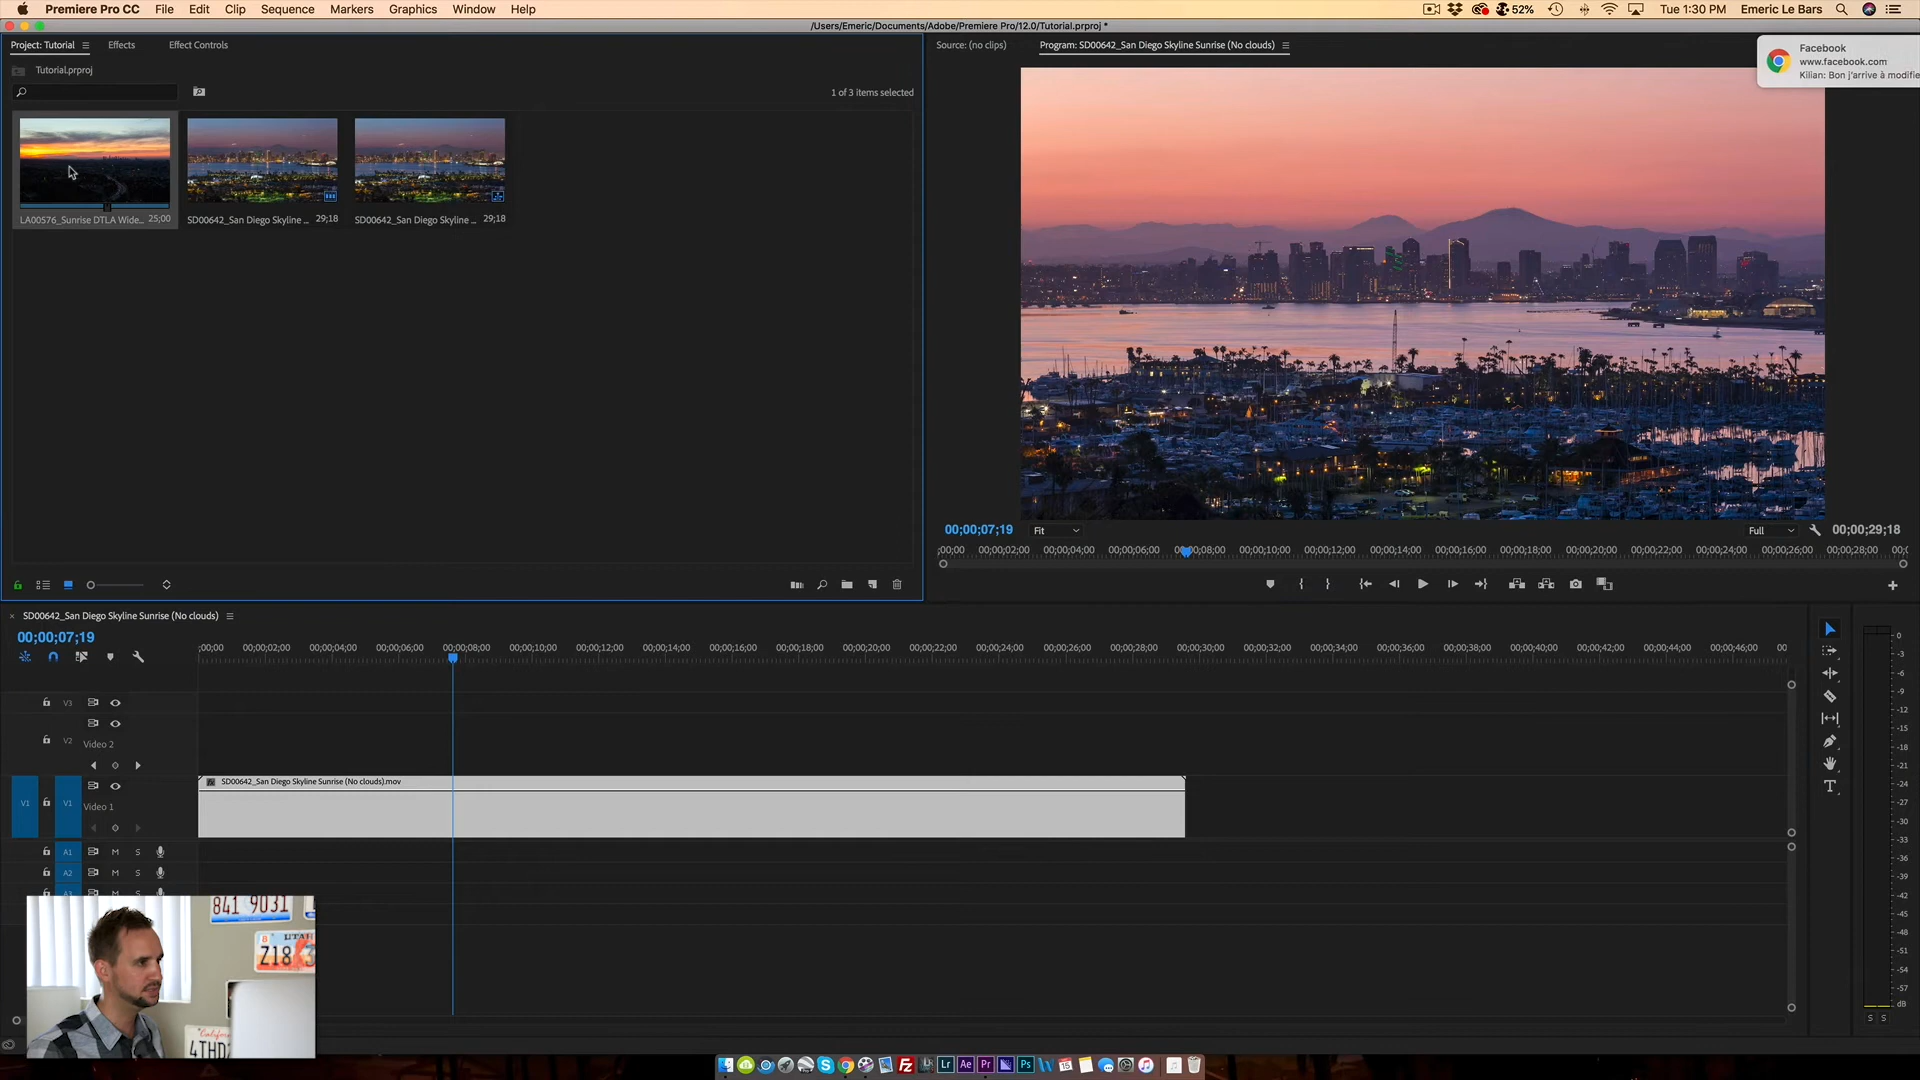 Premiere Pro CC File Edit Clip Sequence Markers Graphics Window Help 52% Tue 1:30 PM Emeric Le Bars
/Users/Emeric/Documents/Adobe/Premiere Pro/12.0/Tutorial.prproj *
Project: Tutorial Effects Effect Controls
Source: (no clips) Program: SD00642_San Diego Skyline Sunrise (No clouds)
Facebook
www.facebook.com
Kilian: Bon j'arrive à modifie
Tutorial.prproj
1 of 3 items selected
LA00576_Sunrise DTLA Wide... 25;00 SD00642_San Diego Skyline ... 29;18 SD00642_San Diego Skyline ... 29;18
00;00;07;19 Fit Full 00;00;29;18
;00;00 00;00;02;00 00;00;04;00 00;00;06;00 00;00;08;00 00;00;10;00 00;00;12;00 00;00;14;00 00;00;16;00 00;00;18;00 00;00;20;00 00;00;22;00 00;00;24;00 00;00;26;00 00;00;28;00
SD00642_San Diego Skyline Sunrise (No clouds)
00;00;07;19
;00;00 00;00;02;00 00;00;04;00 00;00;06;00 00;00;08;00 00;00;10;00 00;00;12;00 00;00;14;00 00;00;16;00 00;00;18;00 00;00;20;00 00;00;22;00 00;00;24;00 00;00;26;00 00;00;28;00 00;00;30;00 00;00;32;00 00;00;34;00 00;00;36;00 00;00;38;00 00;00;40;00 00;00;42;00 00;00;44;00 00;00;46;00
V3
V2 Video 2
SD00642_San Diego Skyline Sunrise (No clouds).mov
V1 V1 Video 1
A1 M S
A2 M S
A3 M S
0
-3
-6
-9
-12
-15
-18
-21
-24
-27
-30
-33
-36
-39
-42
-45
-48
-51
-54
-57
dB
S S
841 9031
UTAH
Z18
California
4THD
Lr Ae Pr Ps